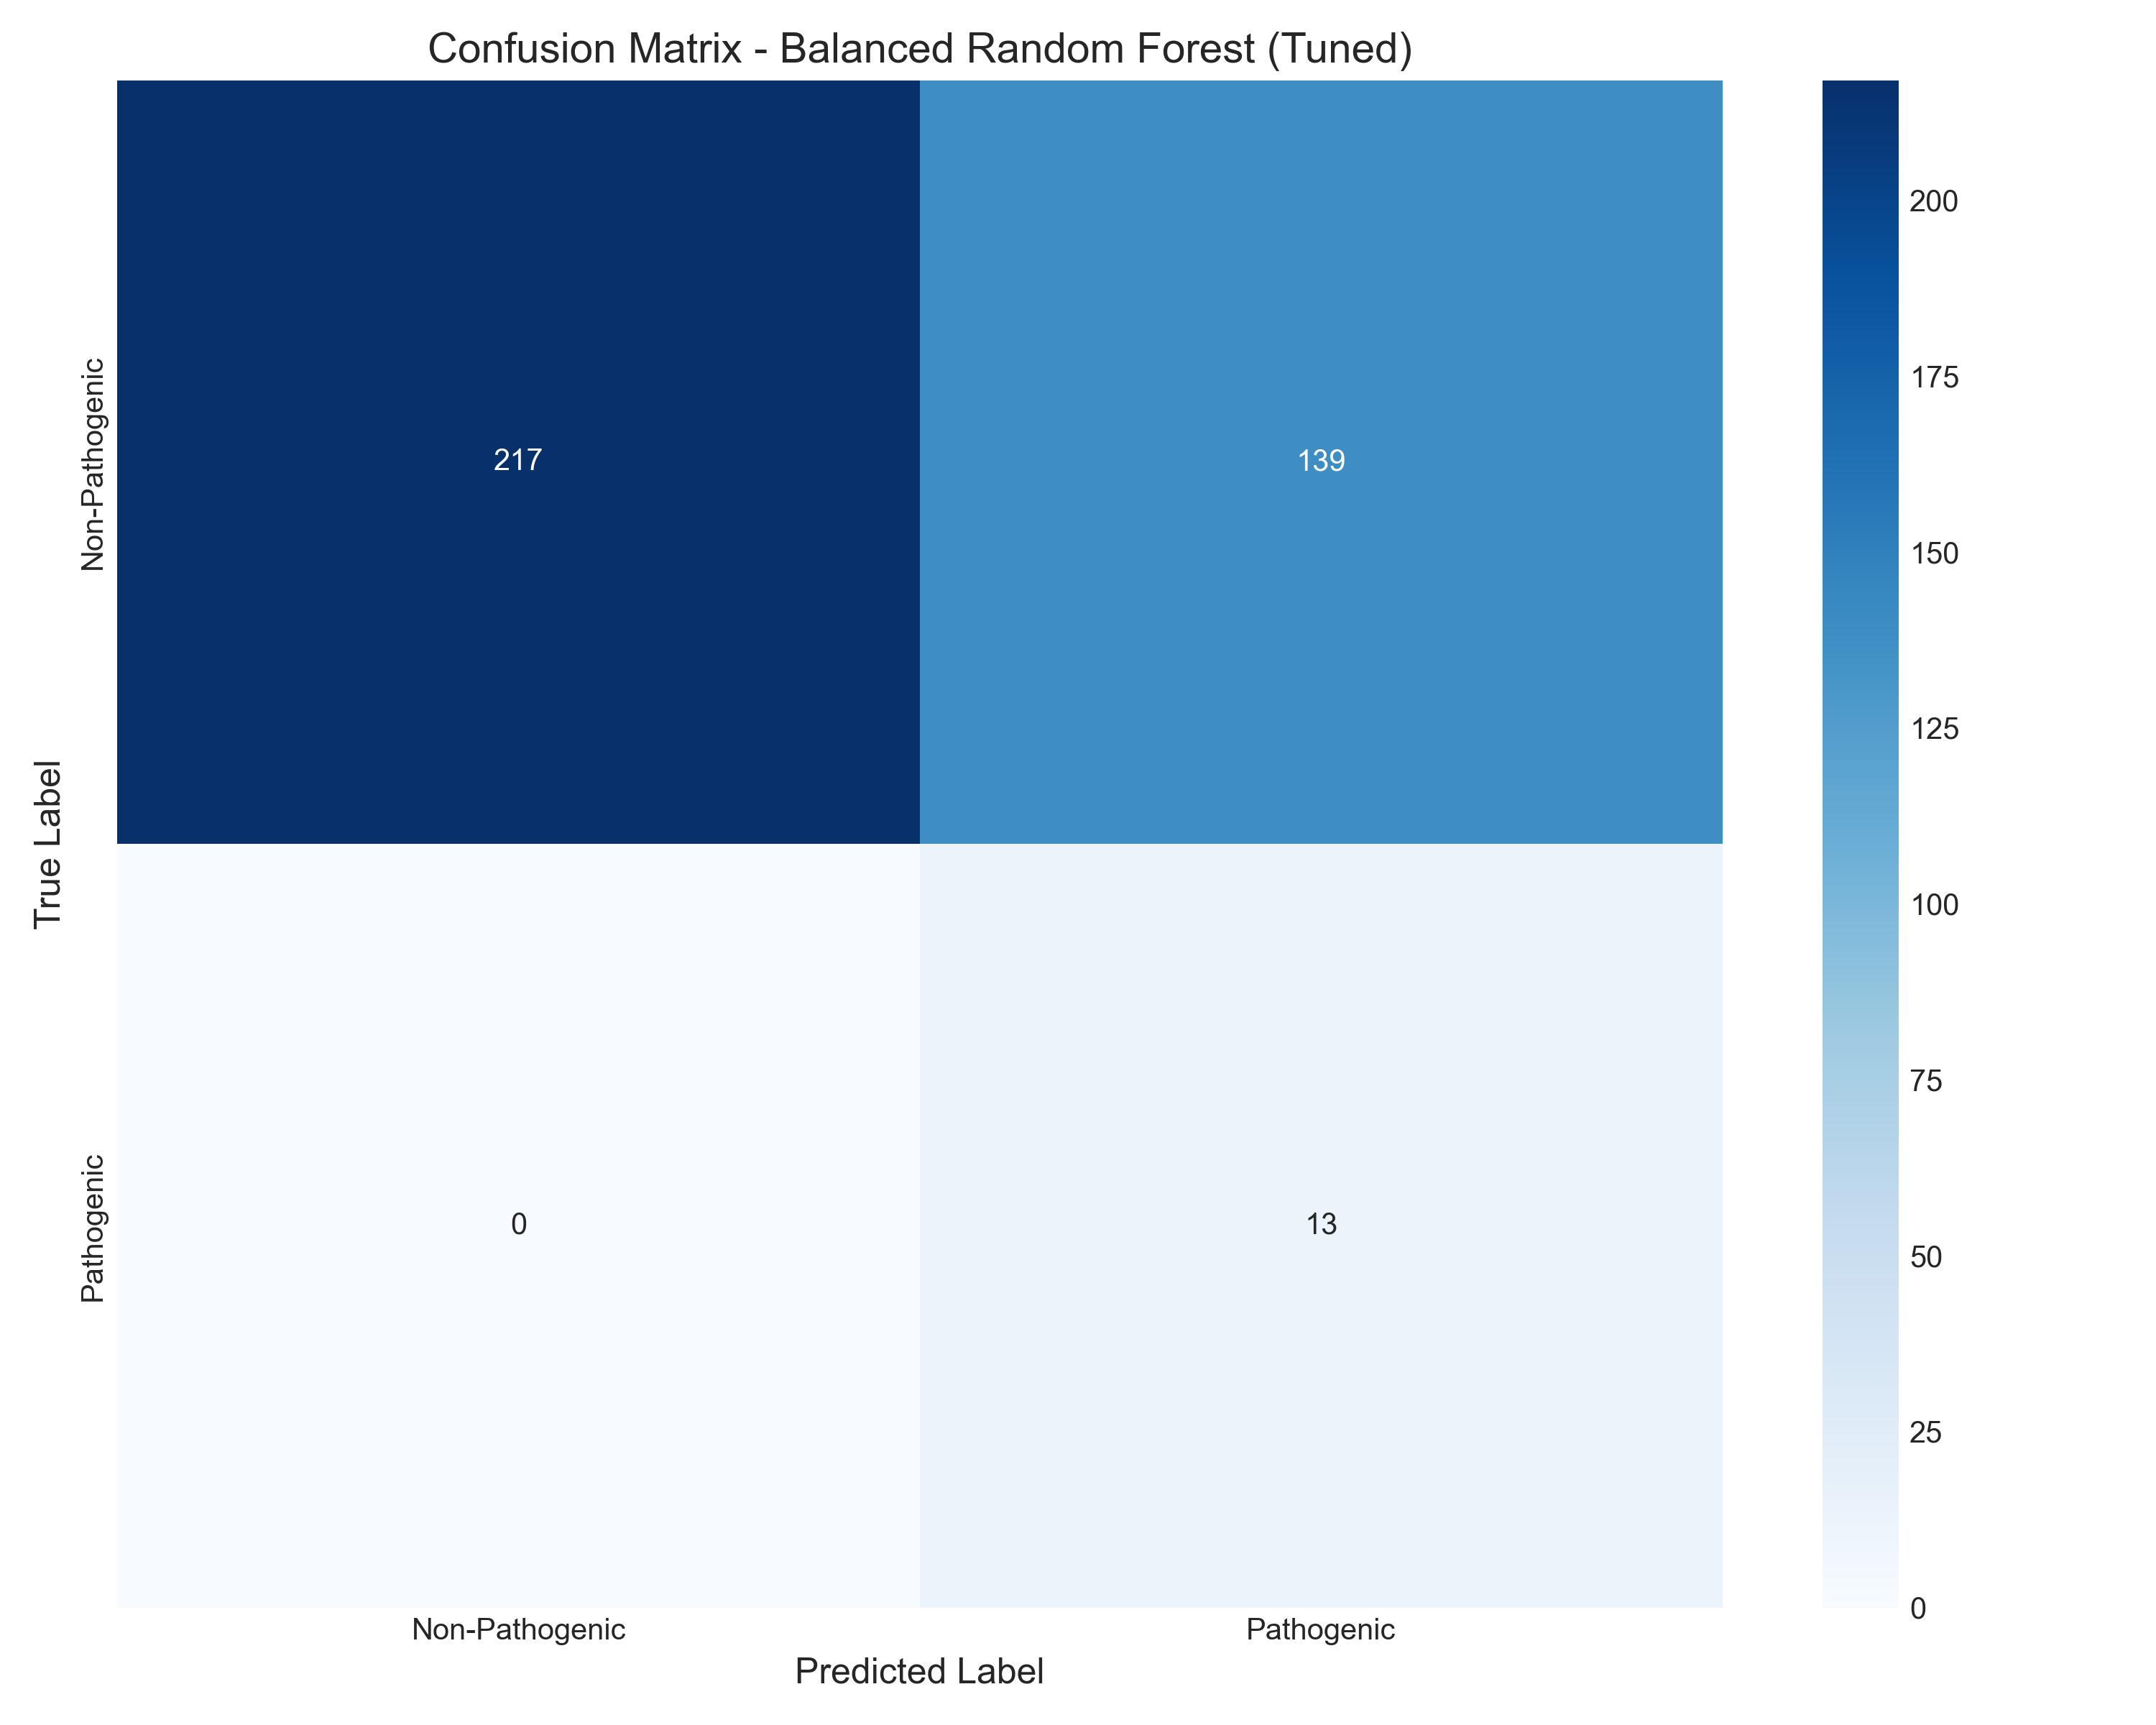 Confusion Matrix - Balanced Random Forest (Tuned)
True Label
Non-Pathogenic
Pathogenic
217
139
0
13
Non-Pathogenic
Pathogenic
Predicted Label
200
175
150
125
100
75
50
25
0